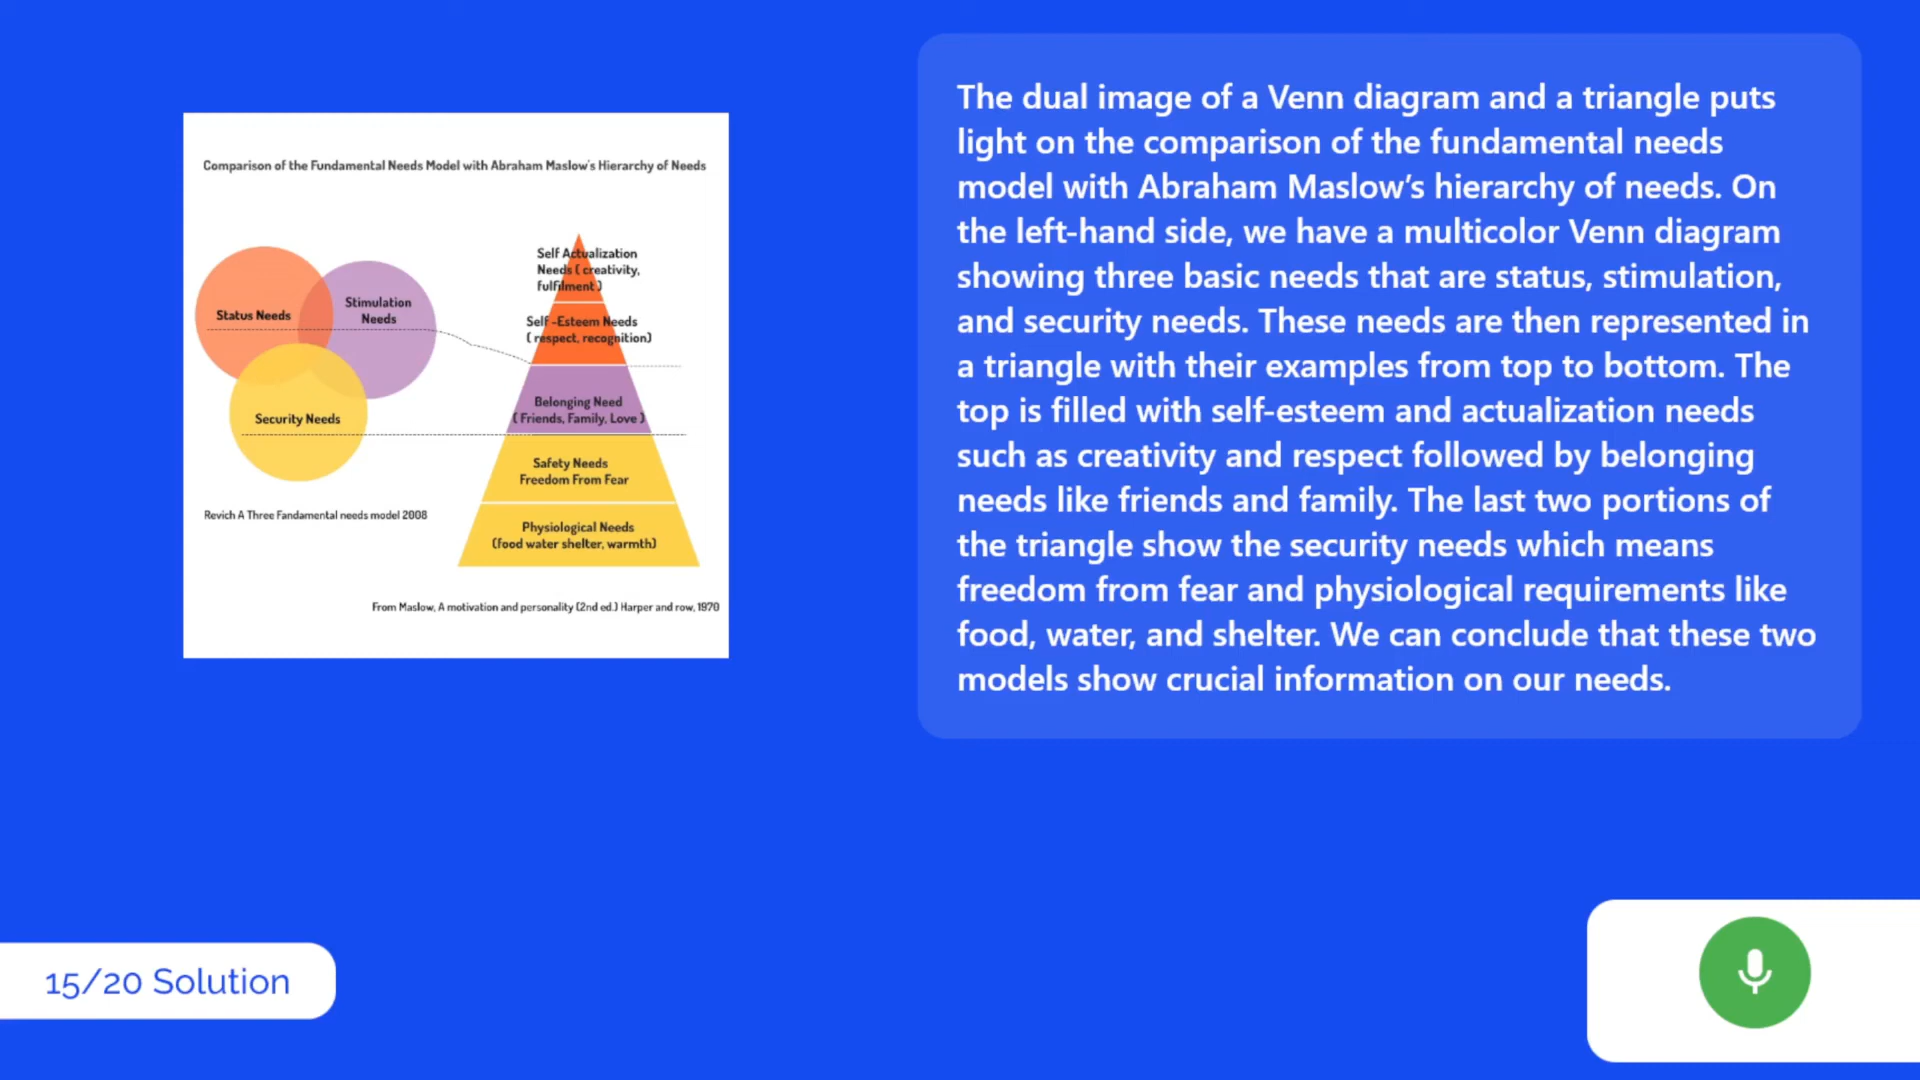 Comparison of the Fundamental Needs Model with Abraham Maslow's Hierarchy of Needs
Status Needs
Stimulation
Needs
Security Needs
Revich A Three Fandamental needs model 2008
Self Actualization
Needs ( creativity,
fulfilment )
Self -Esteem Needs
( respect, recognition)
Belonging Need
( Friends, Family, Love )
Safety Needs
Freedom From Fear
Physiological Needs
(food water shelter, warmth)
From Maslow, A motivation and personality (2nd ed.) Harper and row, 1970
The dual image of a Venn diagram and a triangle puts
light on the comparison of the fundamental needs
model with Abraham Maslow’s hierarchy of needs. On
the left-hand side, we have a multicolor Venn diagram
showing three basic needs that are status, stimulation,
and security needs. These needs are then represented in
a triangle with their examples from top to bottom. The
top is filled with self-esteem and actualization needs
such as creativity and respect followed by belonging
needs like friends and family. The last two portions of
the triangle show the security needs which means
freedom from fear and physiological requirements like
food, water, and shelter. We can conclude that these two
models show crucial information on our needs.
15/20 Solution